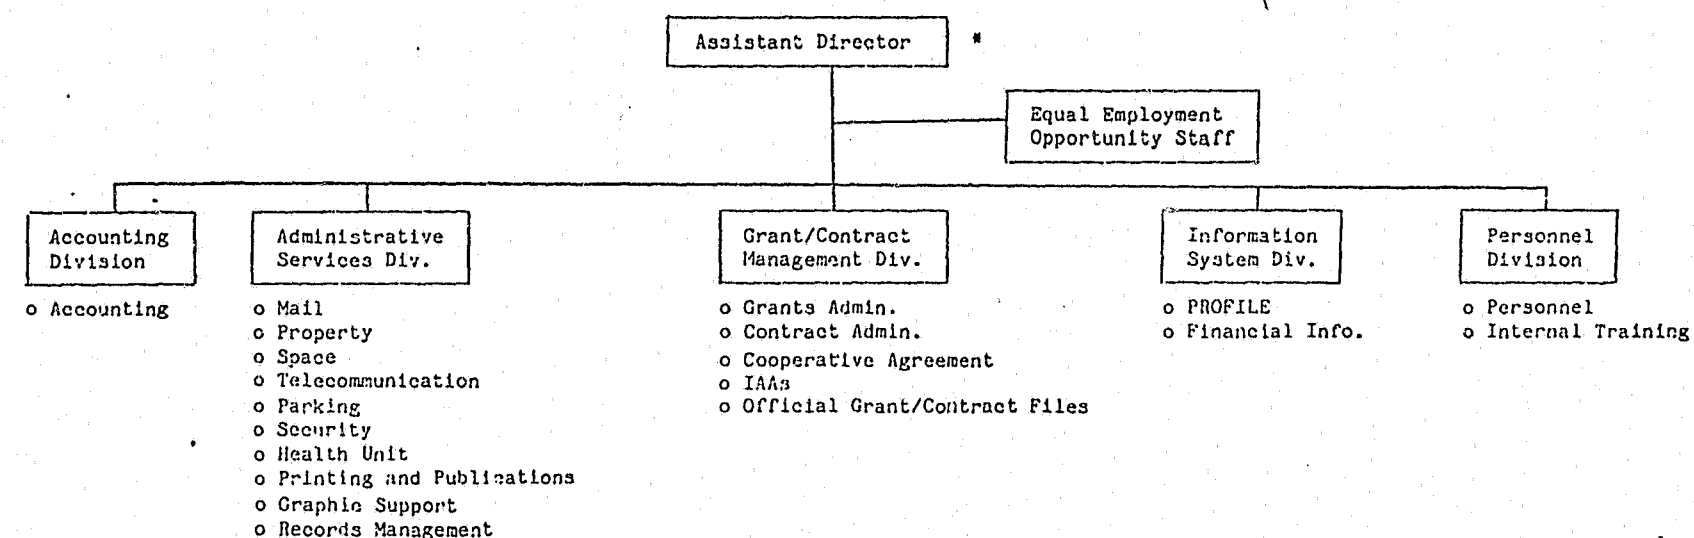 Assistant Director *
Equal Employment
Opportunity Staff
Accounting
Division
o Accounting
Administrative
Services Div.
o Mail
o Property
o Space
o Telecommunication
o Parking
o Security
o Health Unit
o Printing and Publications
o Graphic Support
o Records Management
Grant/Contract
Management Div.
o Grants Admin.
o Contract Admin.
o Cooperative Agreement
o IAAs
o Official Grant/Contract Files
Information
System Div.
o PROFILE
o Financial Info.
Personnel
Division
o Personnel
o Internal Training